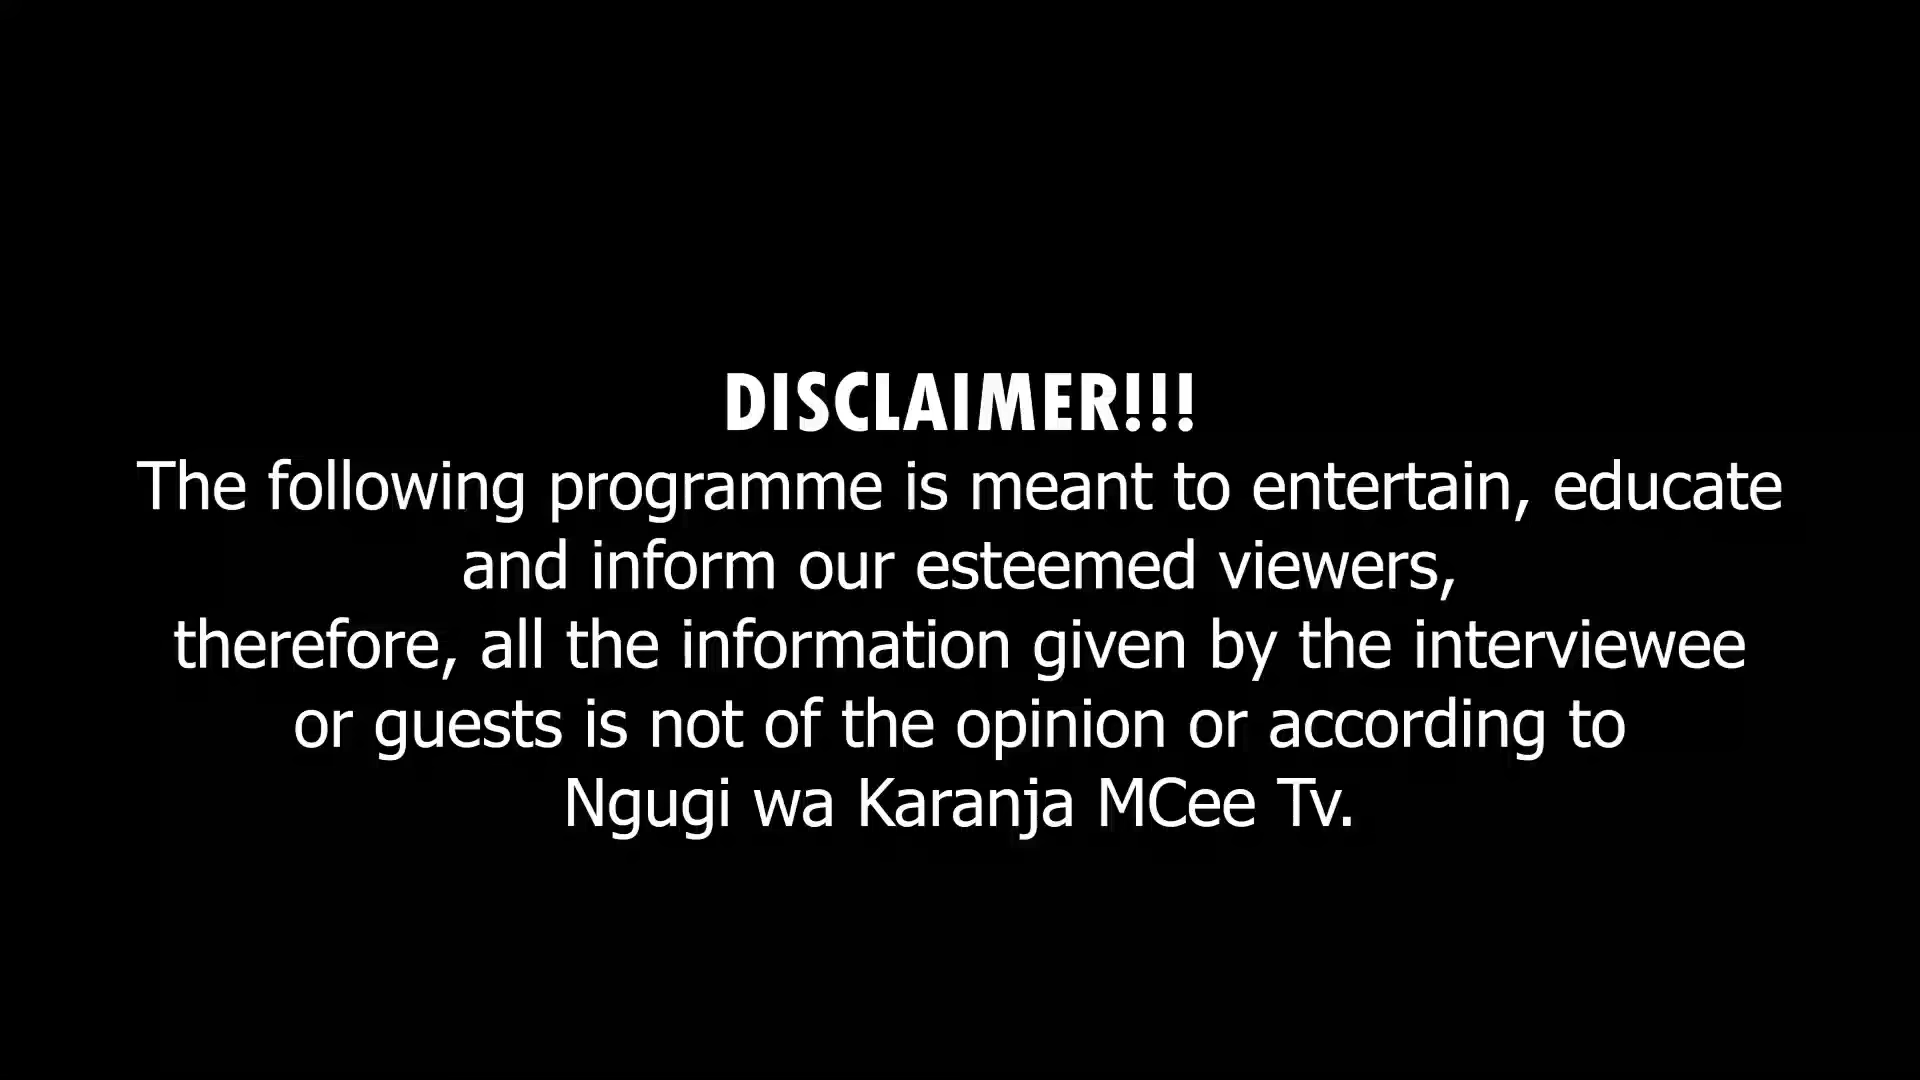 DISCLAIMER!!!
The following programme is meant to entertain, educate
and inform our esteemed viewers,
therefore, all the information given by the interviewee
or guests is not of the opinion or according to
Ngugi wa Karanja MCee Tv.